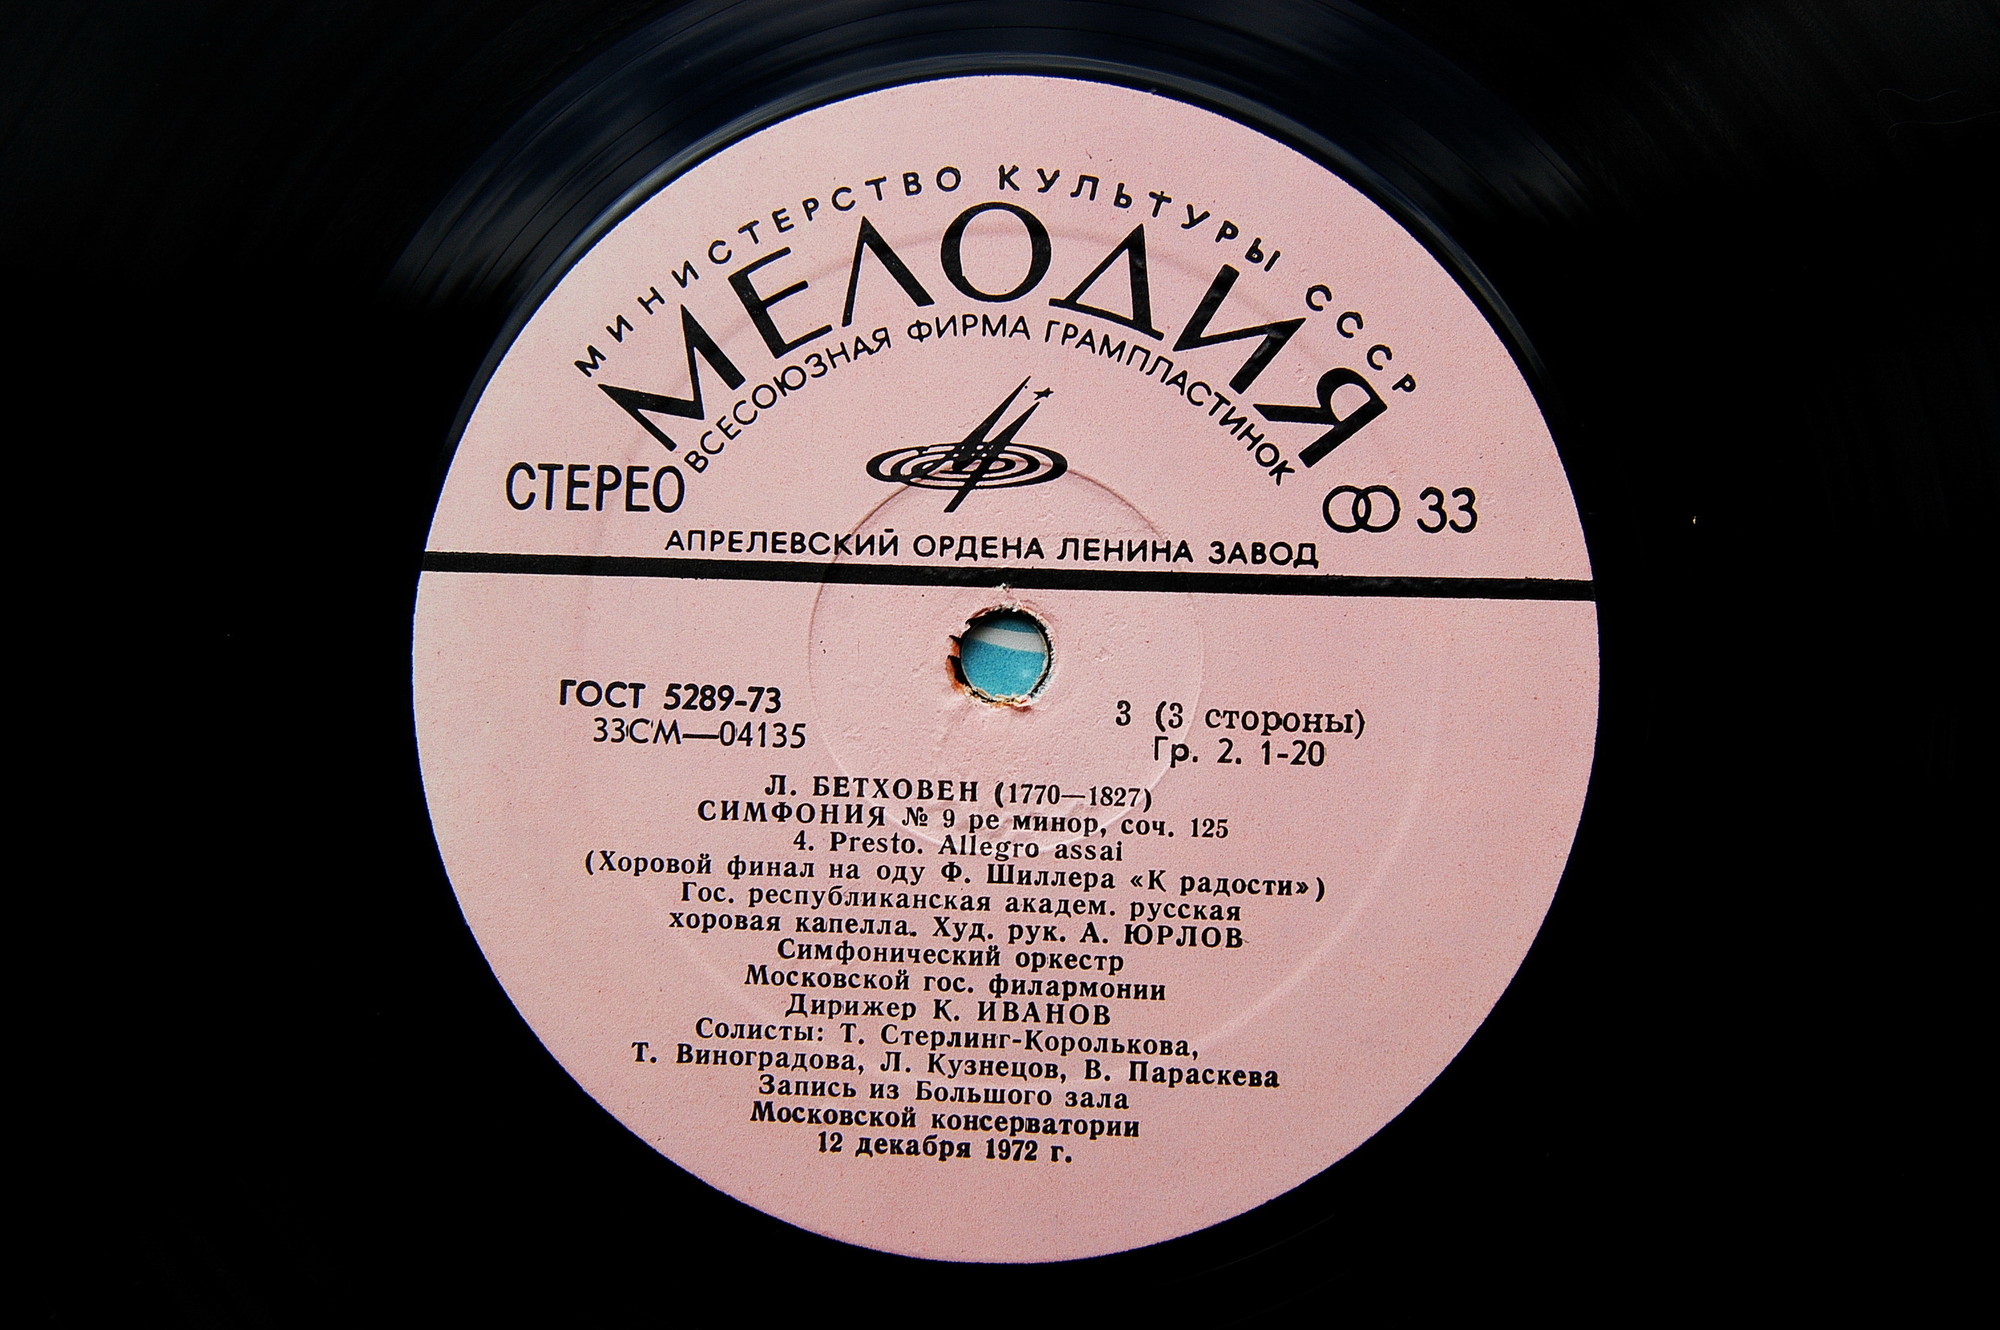 МИНИСТЕРСТВО КУЛЬТУРЫ СССР
МЕЛОДИЯ
ВСЕСОЮЗНАЯ ФИРМА ГРАМПЛАСТИНОК
СТЕРЕО
33
АПРЕЛЕВСКИЙ ОРДЕНА ЛЕНИНА ЗАВОД
ГОСТ 5289-73
33СМ—04135
3 (3 стороны)
Гр. 2. 1-20
Л. БЕТХОВЕН (1770—1827)
СИМФОНИЯ № 9 ре минор, соч. 125
4. Presto. Allegro assai
(Хоровой финал на оду Ф. Шиллера «К радости»)
Гос. республиканская академ. русская
хоровая капелла. Худ. рук. А. ЮРЛОВ
Симфонический оркестр
Московской гос. филармонии
Дирижер К. ИВАНОВ
Солисты: Т. Стерлинг-Королькова,
Т. Виноградова, Л. Кузнецов, В. Параскева
Запись из Большого зала
Московской консерватории
12 декабря 1972 г.